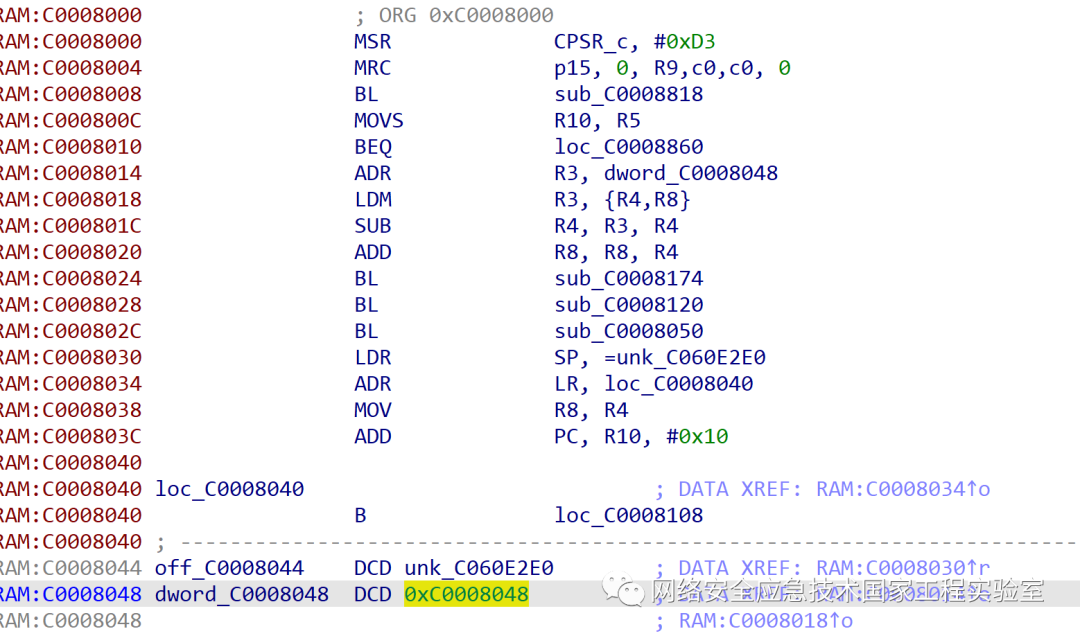 RAM:C0008000 ; ORG 0xC0008000
RAM:C0008000 MSR CPSR_c, #0xD3
RAM:C0008004 MRC p15, 0, R9,c0,c0, 0
RAM:C0008008 BL sub_C0008818
RAM:C000800C MOVS R10, R5
RAM:C0008010 BEQ loc_C0008860
RAM:C0008014 ADR R3, dword_C0008048
RAM:C0008018 LDM R3, {R4,R8}
RAM:C000801C SUB R4, R3, R4
RAM:C0008020 ADD R8, R8, R4
RAM:C0008024 BL sub_C0008174
RAM:C0008028 BL sub_C0008120
RAM:C000802C BL sub_C0008050
RAM:C0008030 LDR SP, =unk_C060E2E0
RAM:C0008034 ADR LR, loc_C0008040
RAM:C0008038 MOV R8, R4
RAM:C000803C ADD PC, R10, #0x10
RAM:C0008040
RAM:C0008040 loc_C0008040 ; DATA XREF: RAM:C0008034↑o
RAM:C0008040 B loc_C0008108
RAM:C0008040 ; ---------------------------------------------------------------------------
RAM:C0008044 off_C0008044 DCD unk_C060E2E0 ; DATA XREF: RAM:C0008030↑r
RAM:C0008048 dword_C0008048 DCD 0xC0008048
网络安全应急技术国家工程实验室
RAM:C0008048 ; RAM:C0008018↑o